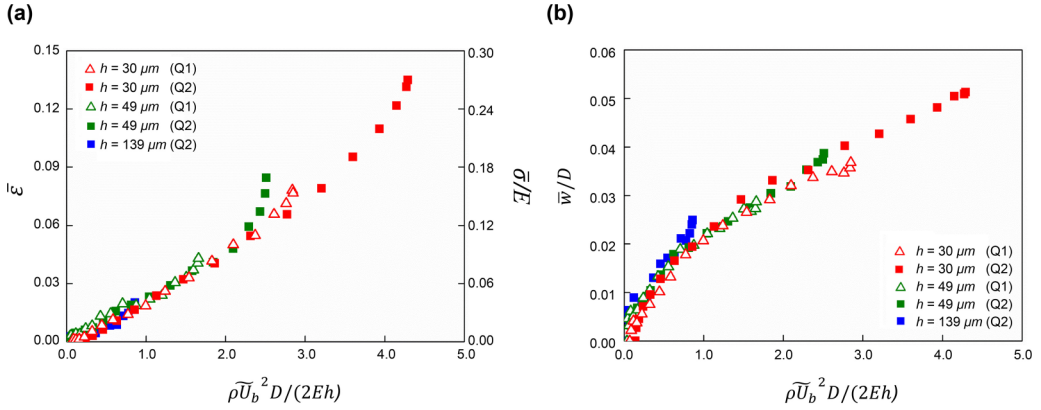 (a)
0.15
0.12
0.09
0.06
0.03
0.00
ε̅
0.30
0.24
0.18
0.12
0.06
0.00
σ̅/E
h = 30 μm (Q1)
h = 30 μm (Q2)
h = 49 μm (Q1)
h = 49 μm (Q2)
h = 139 μm (Q2)
0.0 1.0 2.0 3.0 4.0 5.0
ρŨ_b²D/(2Eh)
(b)
0.06
0.05
0.04
0.03
0.02
0.01
0.00
w̅/D
h = 30 μm (Q1)
h = 30 μm (Q2)
h = 49 μm (Q1)
h = 49 μm (Q2)
h = 139 μm (Q2)
0.0 1.0 2.0 3.0 4.0 5.0
ρŨ_b²D/(2Eh)